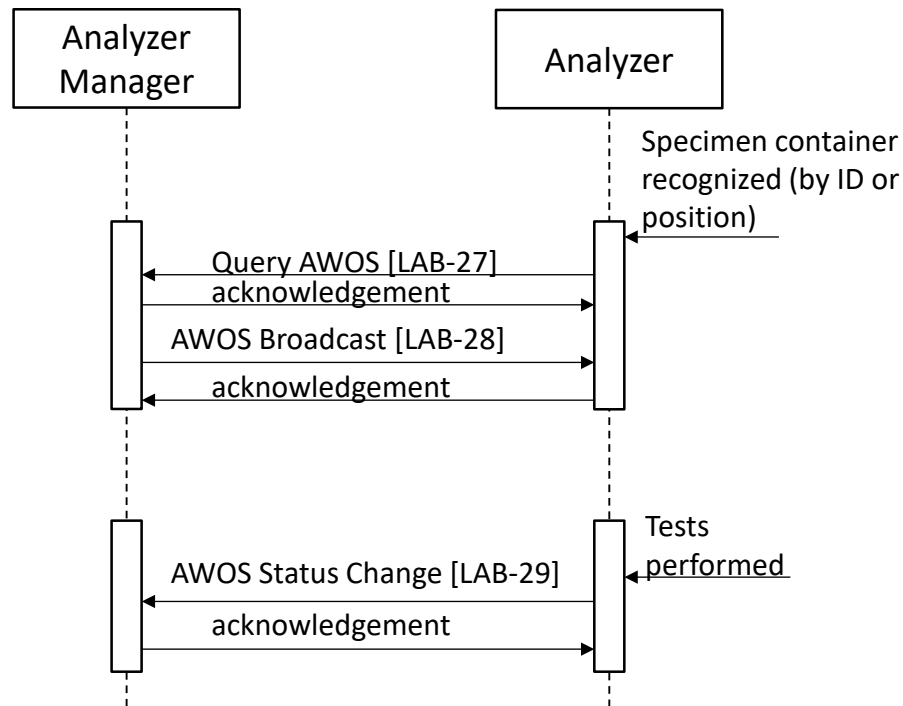 Analyzer
Manager
Analyzer
Specimen container
recognized (by ID or
position)
Query AWOS [LAB-27]
acknowledgement
AWOS Broadcast [LAB-28]
acknowledgement
Tests
performed
AWOS Status Change [LAB-29]
acknowledgement